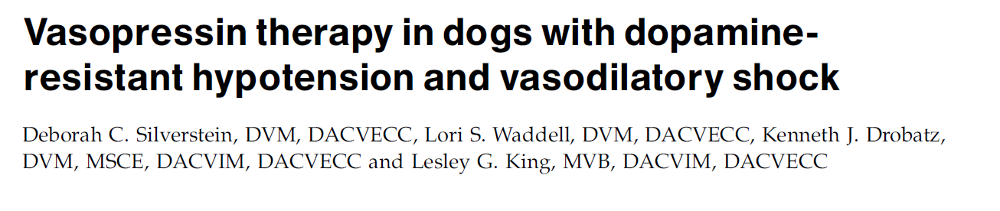 Vasopressin therapy in dogs with dopamine-
resistant hypotension and vasodilatory shock
Deborah C. Silverstein, DVM, DACVECC, Lori S. Waddell, DVM, DACVECC, Kenneth J. Drobatz,
DVM, MSCE, DACVIM, DACVECC and Lesley G. King, MVB, DACVIM, DACVECC